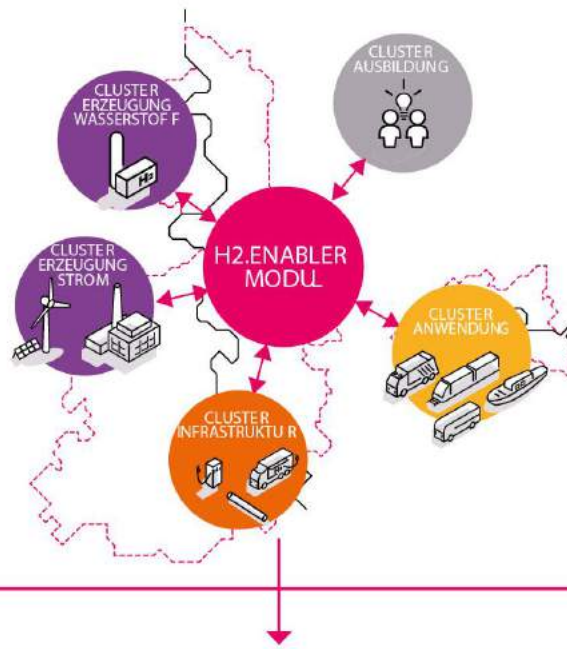 CLUSTER
AUSBILDUNG
CLUSTER
ERZEUGUNG
WASSERSTOF F
H2
H2.ENABLER
MODUL
CLUSTER
ERZEUGUNG
STROM
CLUSTER
ANWENDUNG
CLUSTER
INFRASTRUKTU R